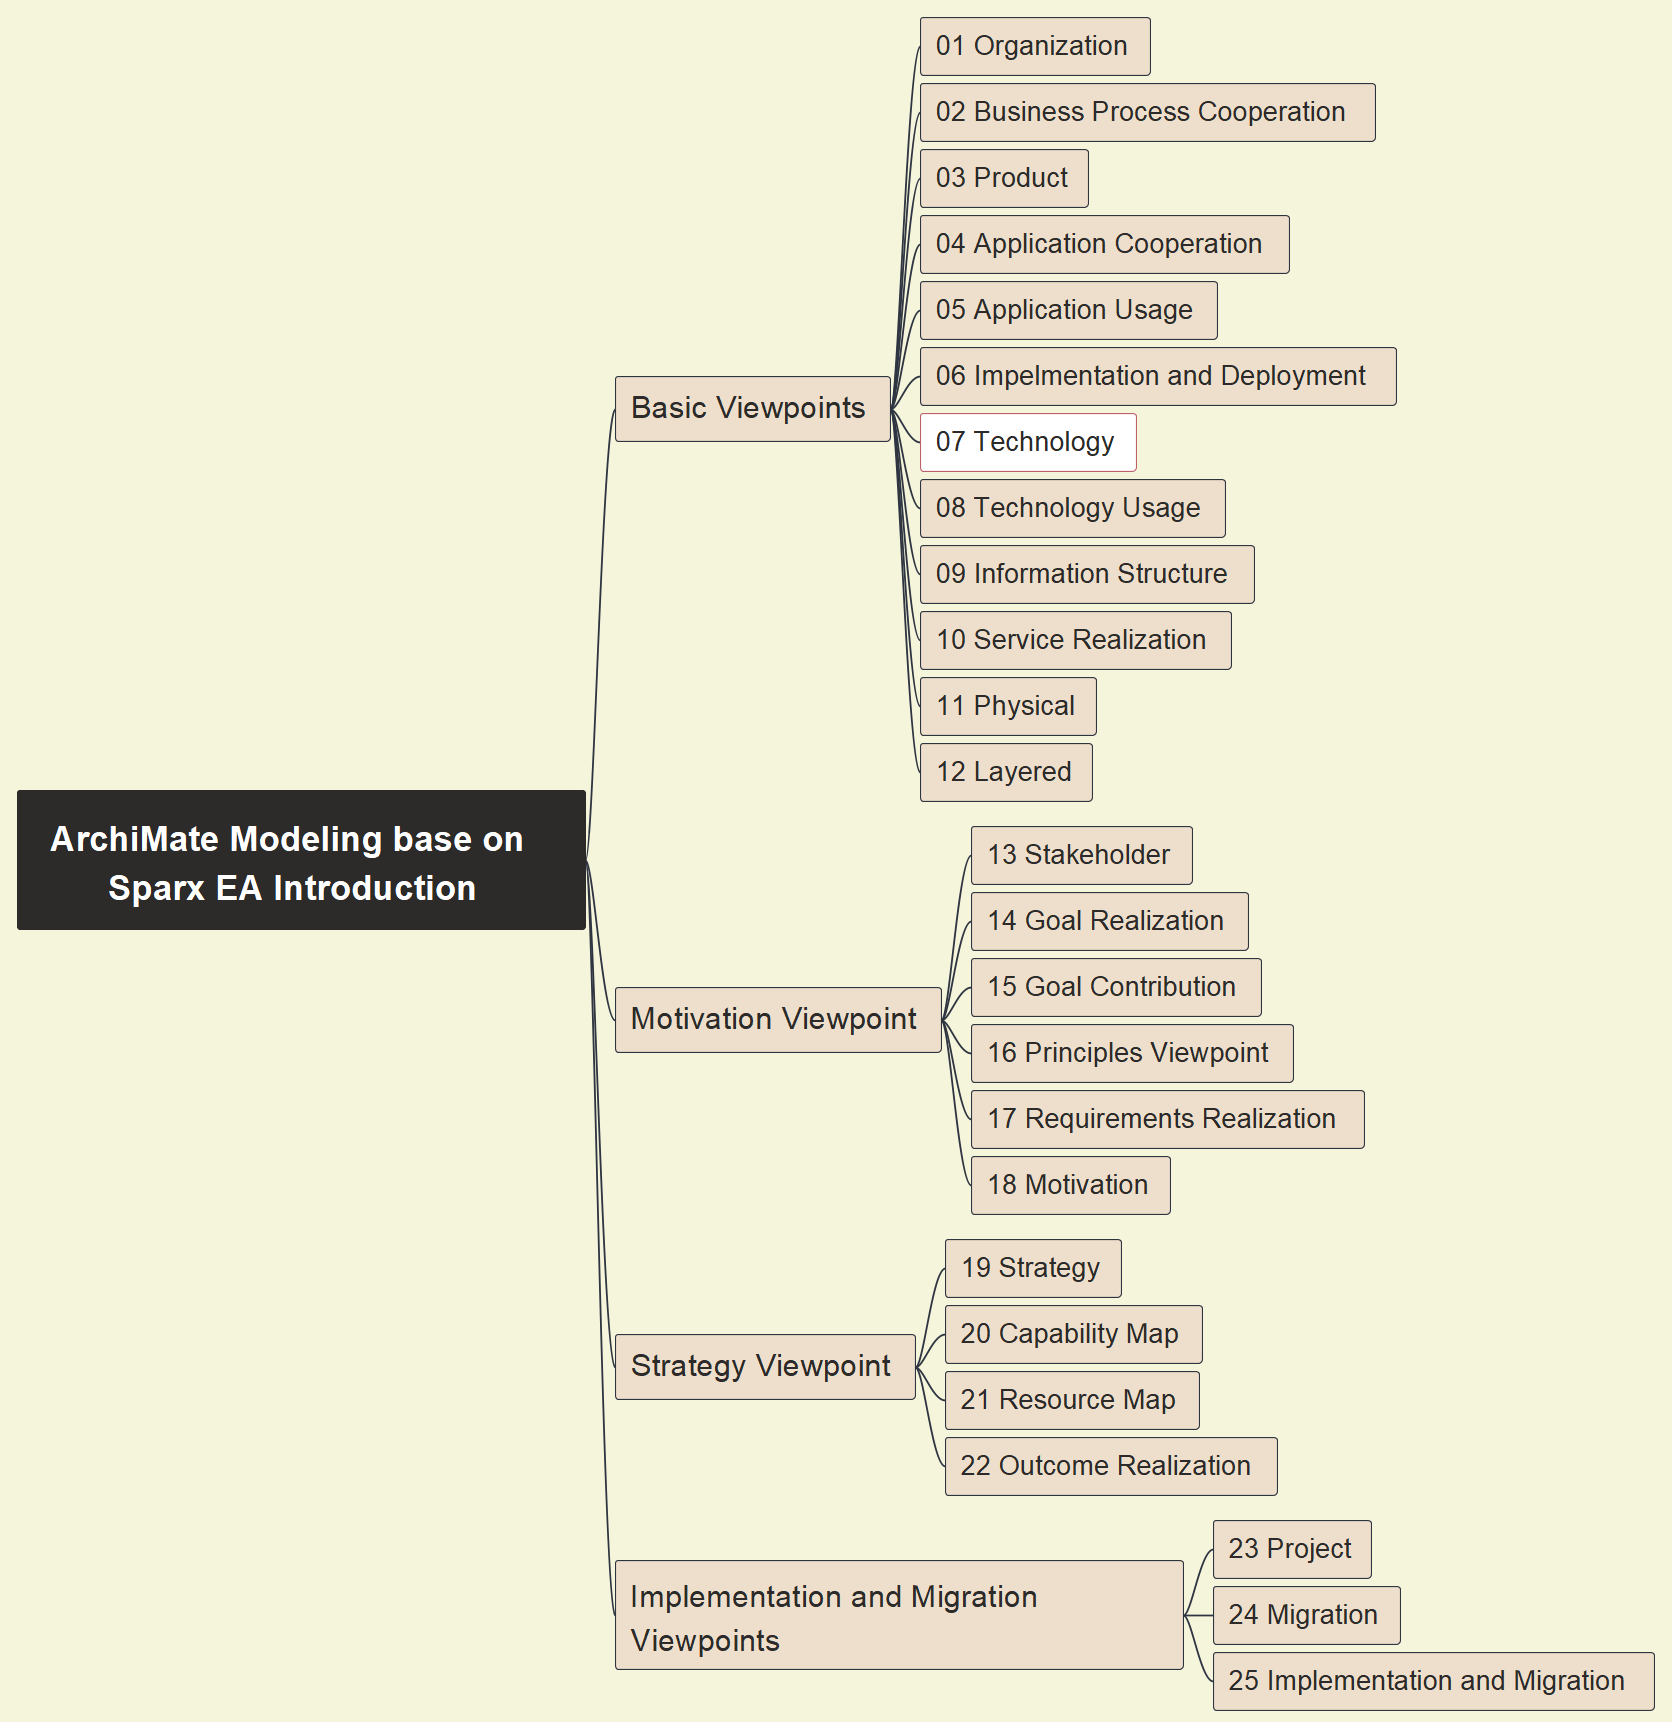 ArchiMate Modeling base on
Sparx EA Introduction
Basic Viewpoints
01 Organization
02 Business Process Cooperation
03 Product
04 Application Cooperation
05 Application Usage
06 Impelmentation and Deployment
07 Technology
08 Technology Usage
09 Information Structure
10 Service Realization
11 Physical
12 Layered
Motivation Viewpoint
13 Stakeholder
14 Goal Realization
15 Goal Contribution
16 Principles Viewpoint
17 Requirements Realization
18 Motivation
Strategy Viewpoint
19 Strategy
20 Capability Map
21 Resource Map
22 Outcome Realization
Implementation and Migration
Viewpoints
23 Project
24 Migration
25 Implementation and Migration